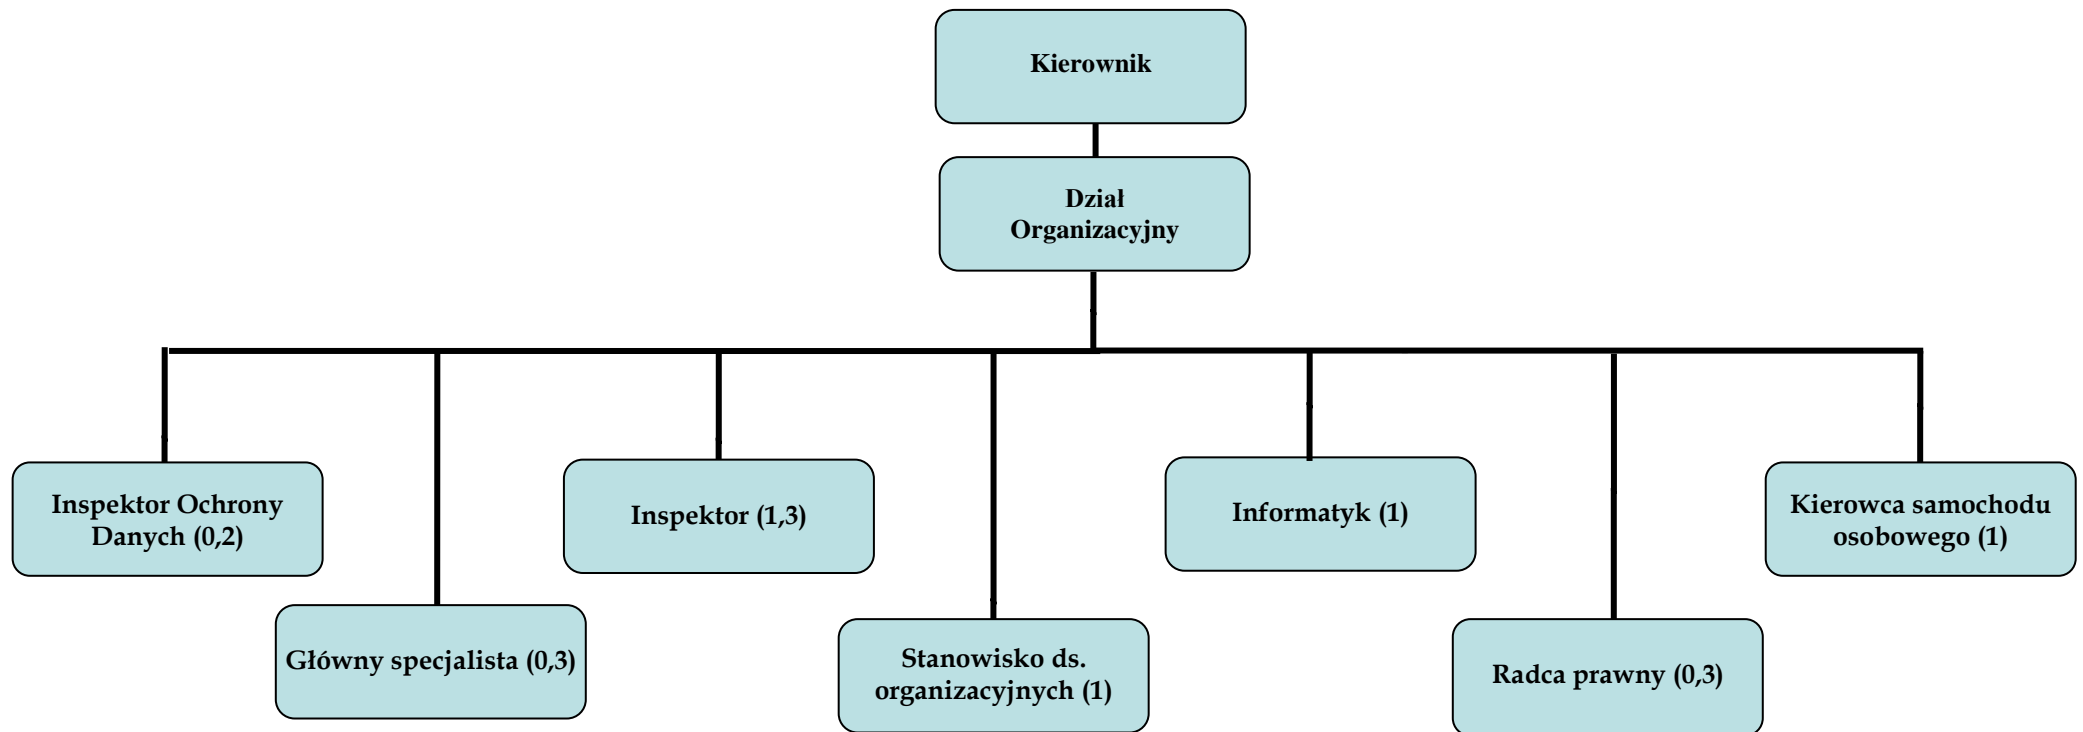 Kierownik
Dział
Organizacyjny
Inspektor Ochrony
Danych (0,2)
Główny specjalista (0,3)
Inspektor (1,3)
Stanowisko ds.
organizacyjnych (1)
Informatyk (1)
Radca prawny (0,3)
Kierowca samochodu
osobowego (1)